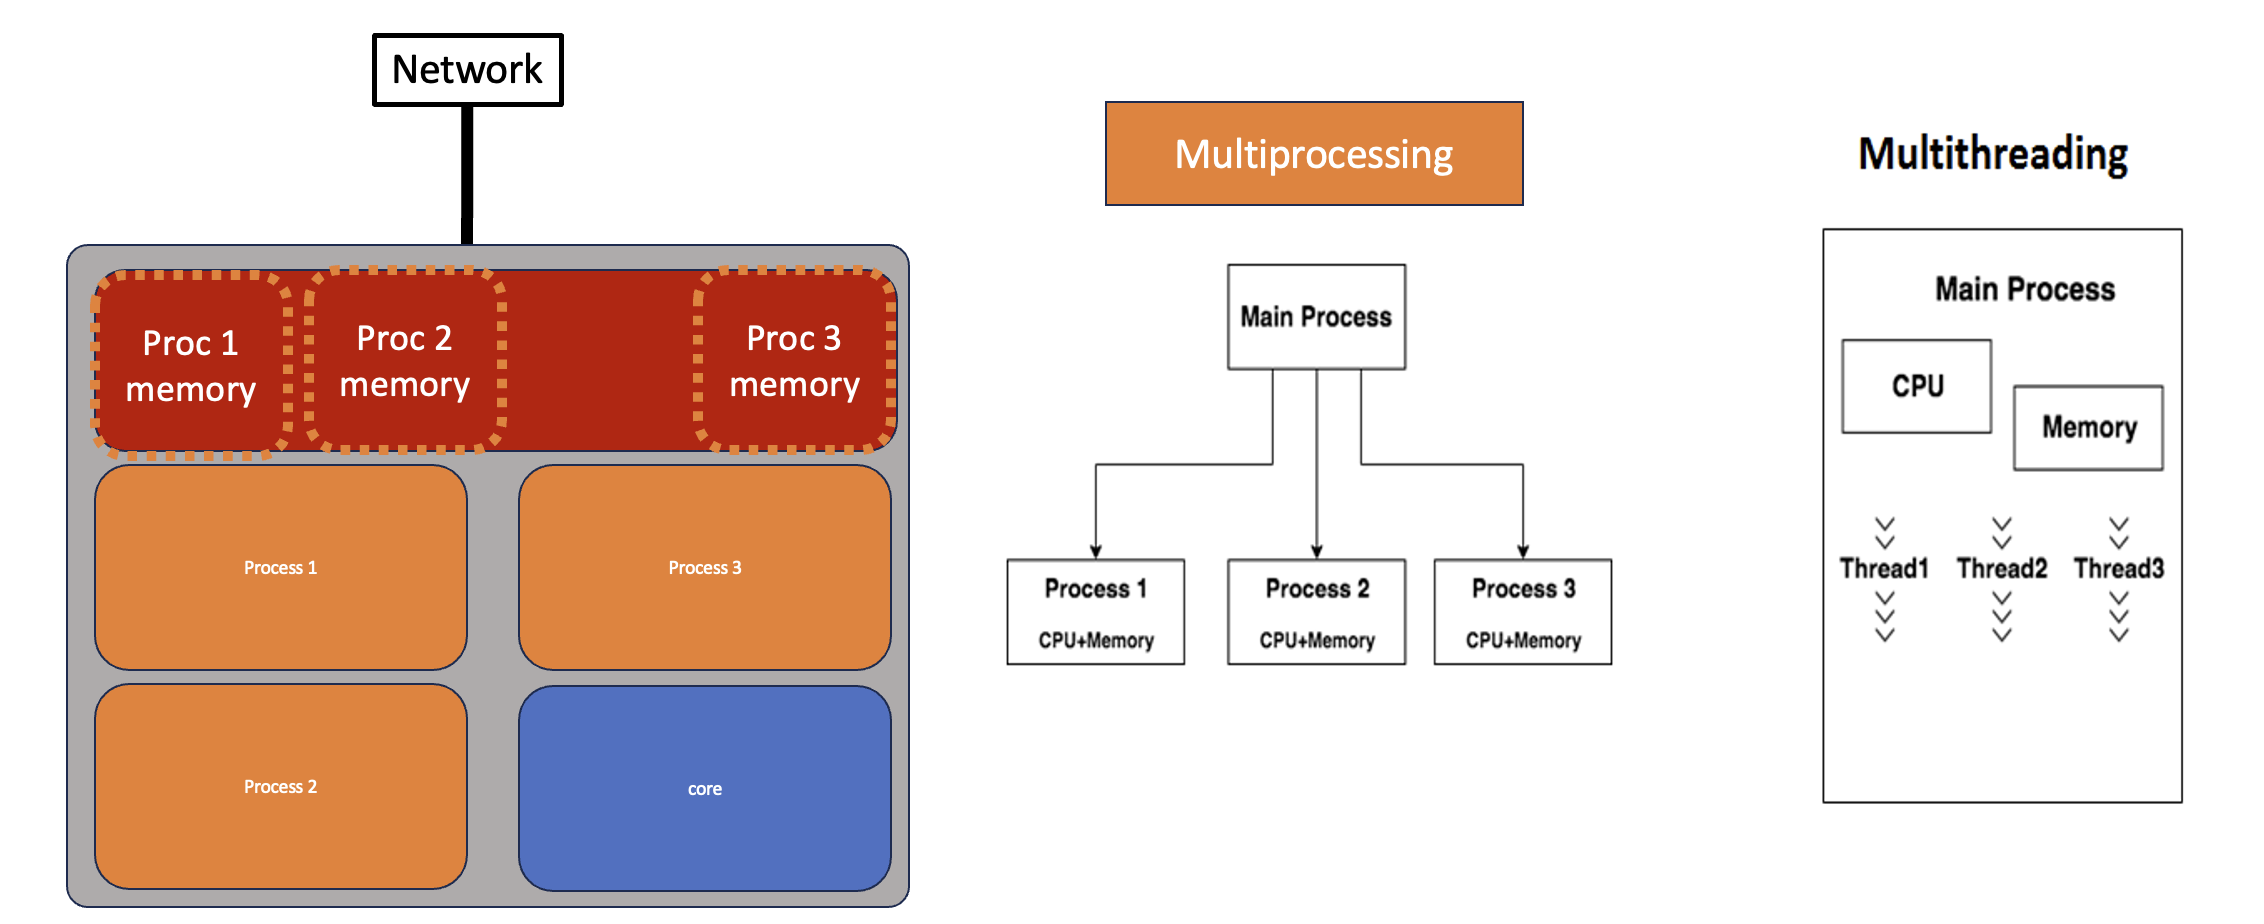 Network
Proc 1
memory
Proc 2
memory
Proc 3
memory
Process 1
Process 3
Process 2
core
Multiprocessing
Main Process
Process 1
CPU+Memory
Process 2
CPU+Memory
Process 3
CPU+Memory
Multithreading
Main Process
CPU
Memory
Thread1
Thread2
Thread3